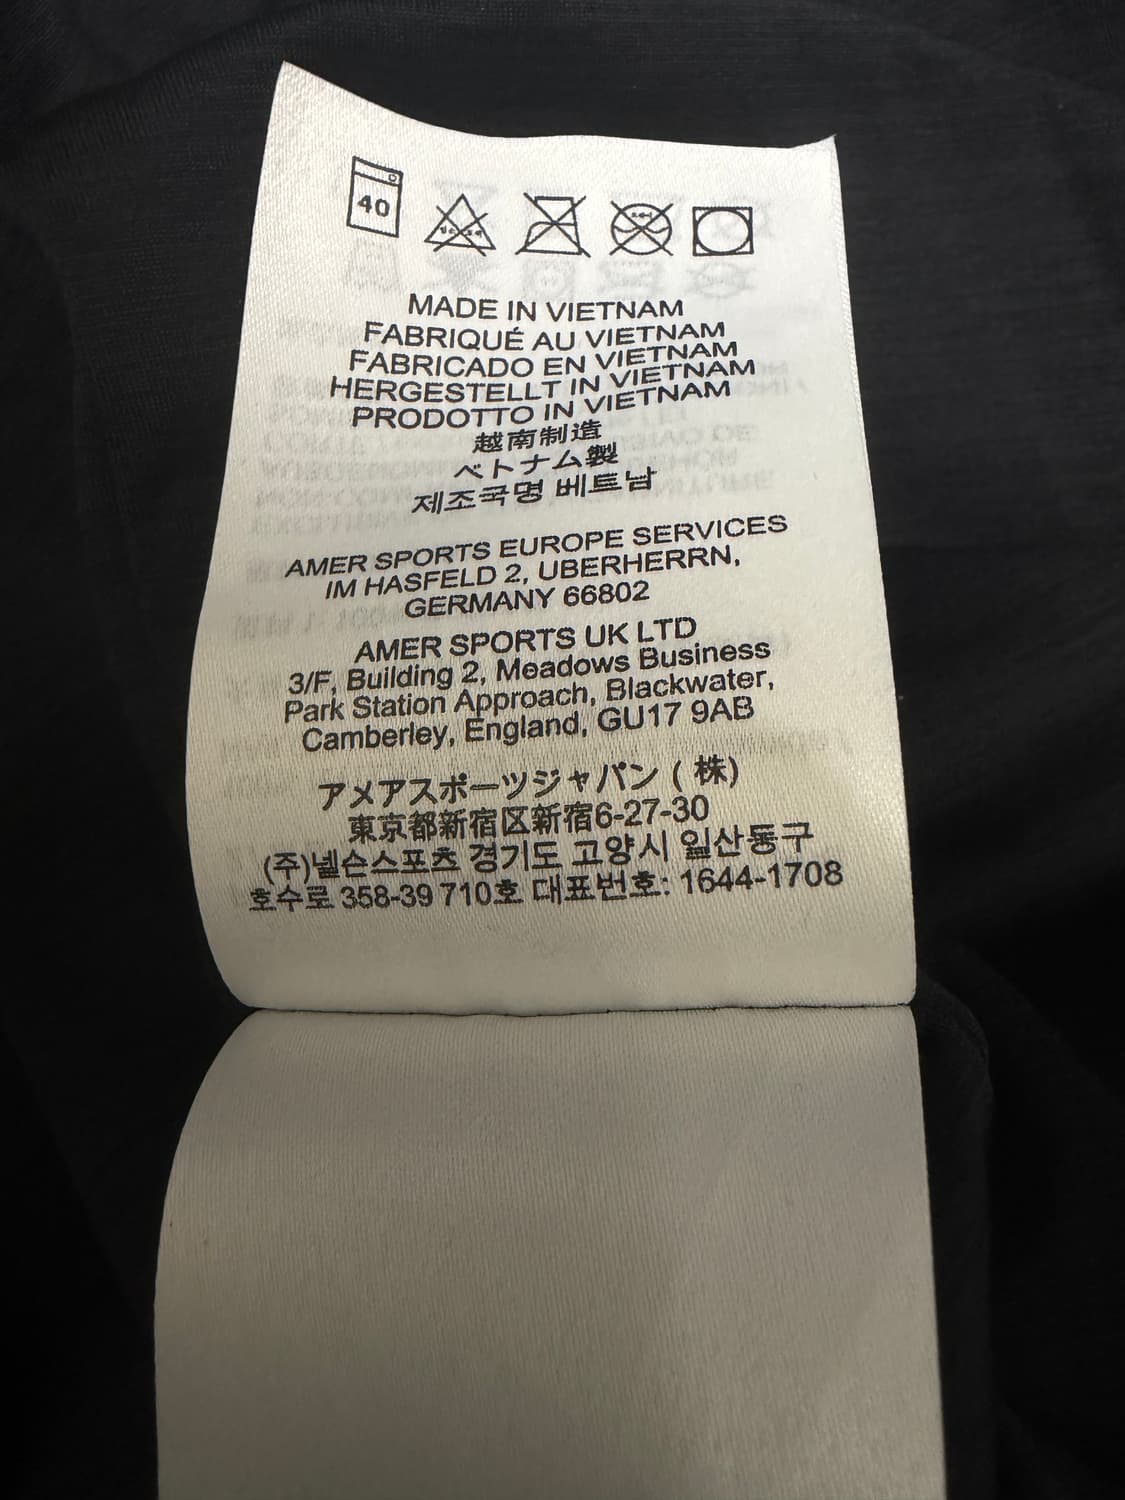 40
MADE IN VIETNAM
FABRIQUÉ AU VIETNAM
FABRICADO EN VIETNAM
HERGESTELLT IN VIETNAM
PRODOTTO IN VIETNAM
越南制造
ベトナム製
제조국명 베트남
AMER SPORTS EUROPE SERVICES
IM HASFELD 2, UBERHERRN,
GERMANY 66802
AMER SPORTS UK LTD
3/F, Building 2, Meadows Business
Park Station Approach, Blackwater,
Camberley, England, GU17 9AB
アメアスポーツジャパン ( 株)
東京都新宿区新宿6-27-30
(주)넬슨스포츠 경기도 고양시 일산동구
호수로 358-39 710호 대표번호: 1644-1708